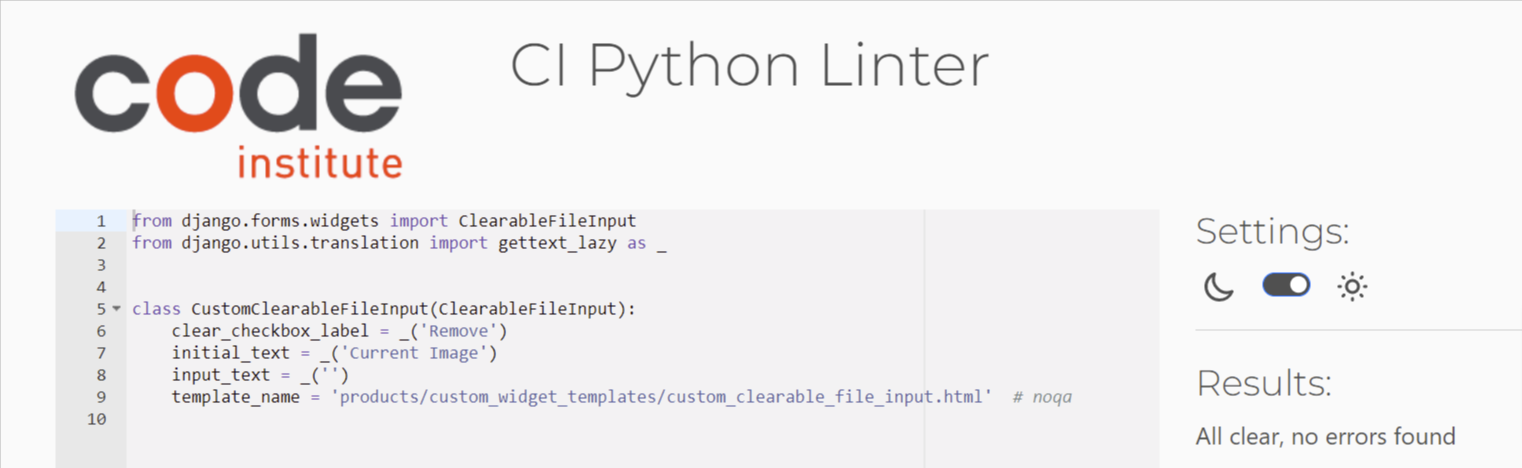 code
institute
CI Python Linter
1 from django.forms.widgets import ClearableFileInput
2 from django.utils.translation import gettext_lazy as _
3
4
5 class CustomClearableFileInput(ClearableFileInput):
6     clear_checkbox_label = _('Remove')
7     initial_text = _('Current Image')
8     input_text = _('')
9     template_name = 'products/custom_widget_templates/custom_clearable_file_input.html'  # noqa
10
Settings:
Results:
All clear, no errors found